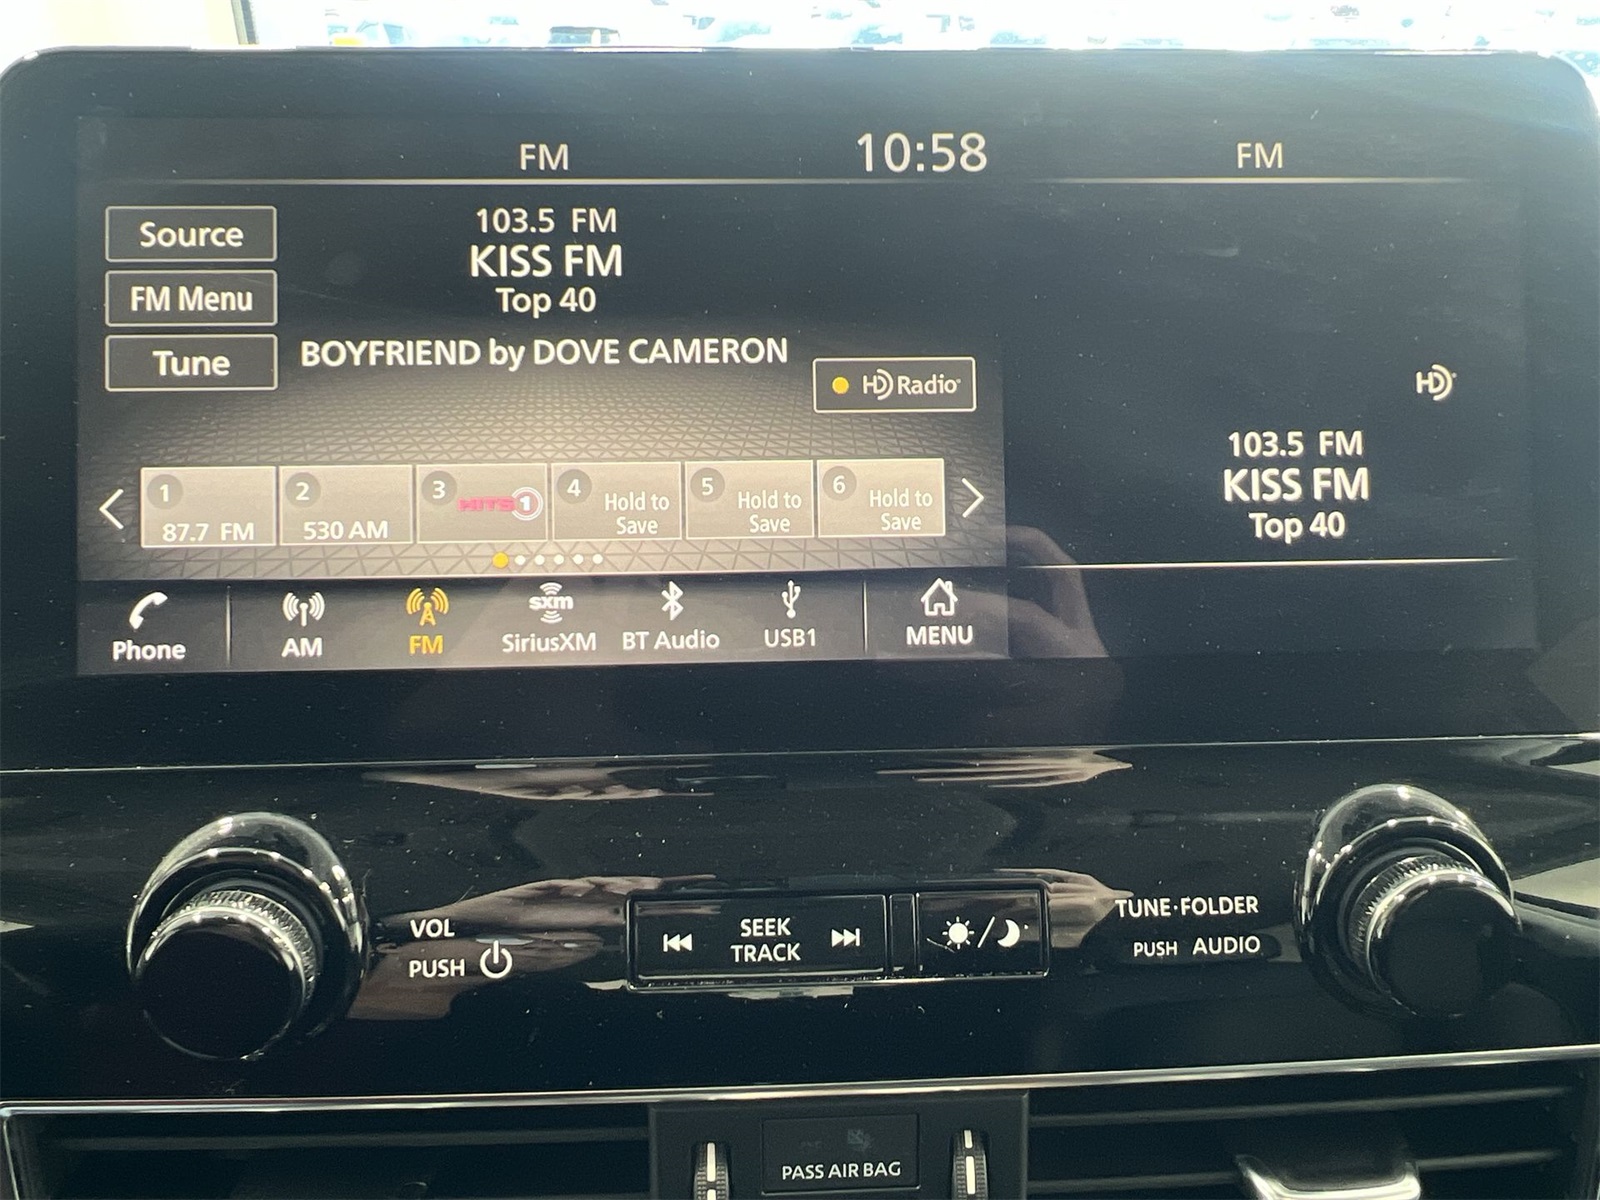 FM
10:58
FM
Source
FM Menu
Tune
103.5 FM
KISS FM
Top 40
BOYFRIEND by DOVE CAMERON
HD Radio
HD
103.5 FM
KISS FM
Top 40
1
87.7 FM
2
530 AM
3
HITS 1
4
Hold to
Save
5
Hold to
Save
6
Hold to
Save
Phone
AM
FM
sxm
SiriusXM
BT Audio
USB1
MENU
VOL
PUSH
SEEK
TRACK
TUNE·FOLDER
PUSH AUDIO
PASS AIR BAG